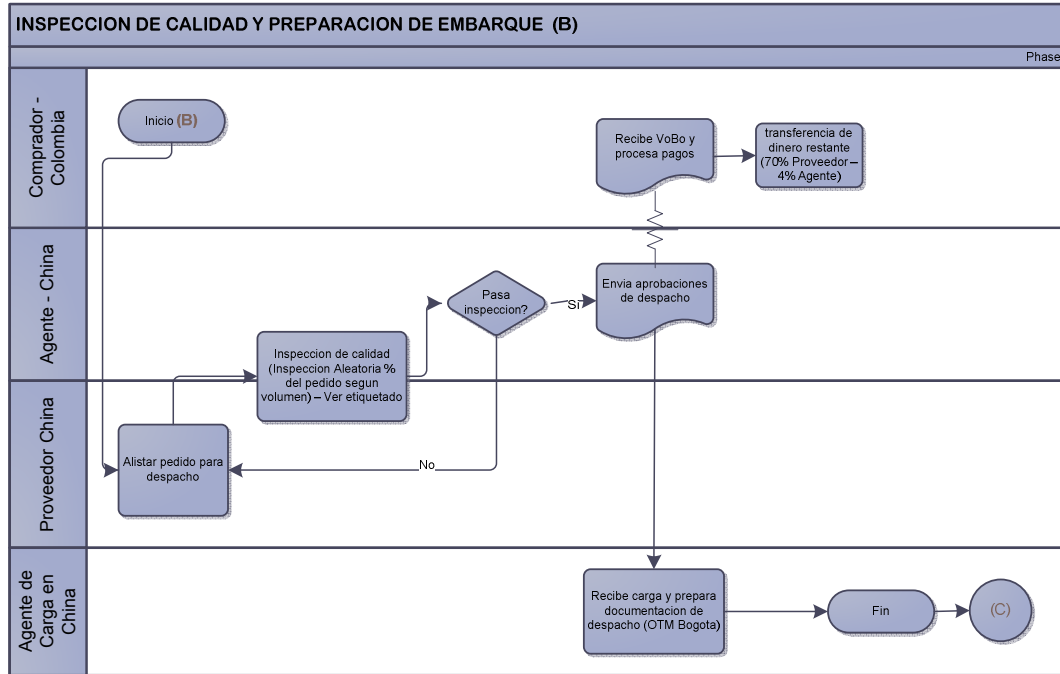 INSPECCION DE CALIDAD Y PREPARACION DE EMBARQUE (B)
Phase
Comprador -
Colombia
Inicio (B)
Recibe VoBo y
procesa pagos
transferencia de
dinero restante
(70% Proveedor –
4% Agente)
Agente - China
Pasa
inspeccion?
Si
Envia aprobaciones
de despacho
Inspeccion de calidad
(Inspeccion Aleatoria %
del pedido segun
volumen) – Ver etiquetado
Proveedor China
Alistar pedido para
despacho
No
Agente de
Carga en
China
Recibe carga y prepara
documentacion de
despacho (OTM Bogota)
Fin
(C)